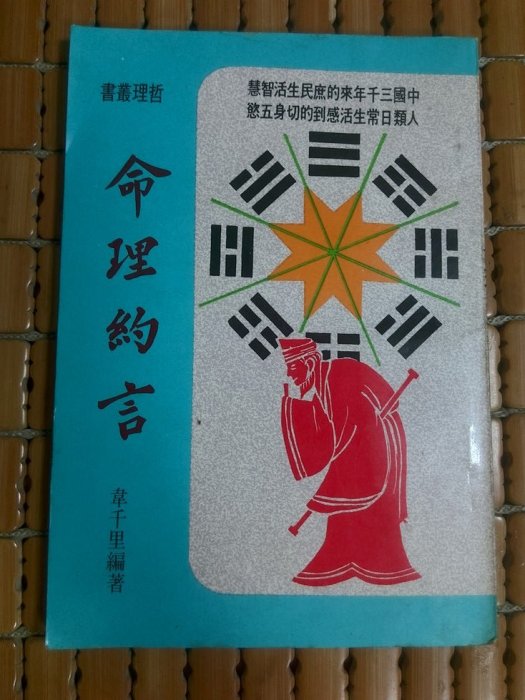 哲理叢書
中國三千年來的庶民生活智慧
人類日常生活感到的切身五慾
命理約言
韋千里編著